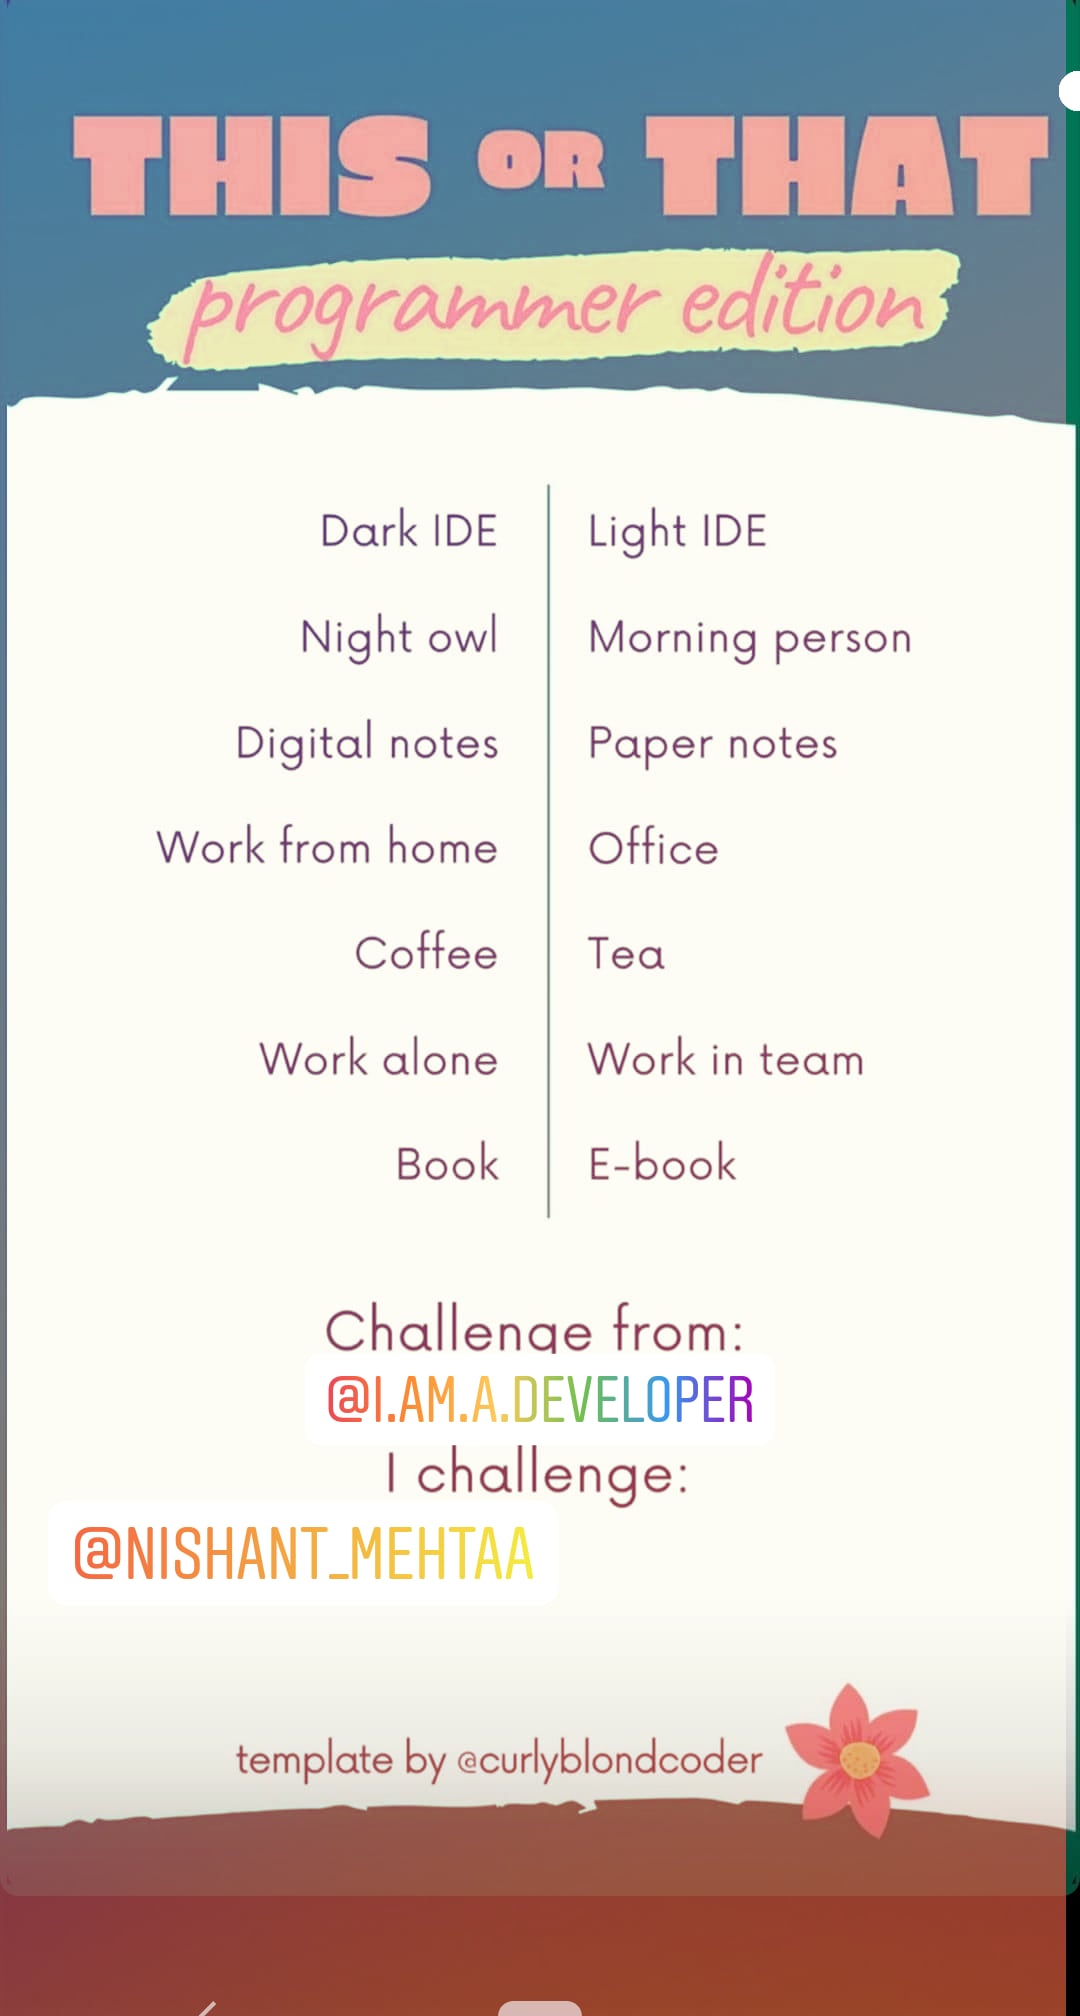 THIS OR THAT
programmer edition
Dark IDE Light IDE
Night owl Morning person
Digital notes Paper notes
Work from home Office
Coffee Tea
Work alone Work in team
Book E-book
Challenge from:
@I.AM.A.DEVELOPER
I challenge:
@NISHANT_MEHTAA
template by @curlyblondcoder